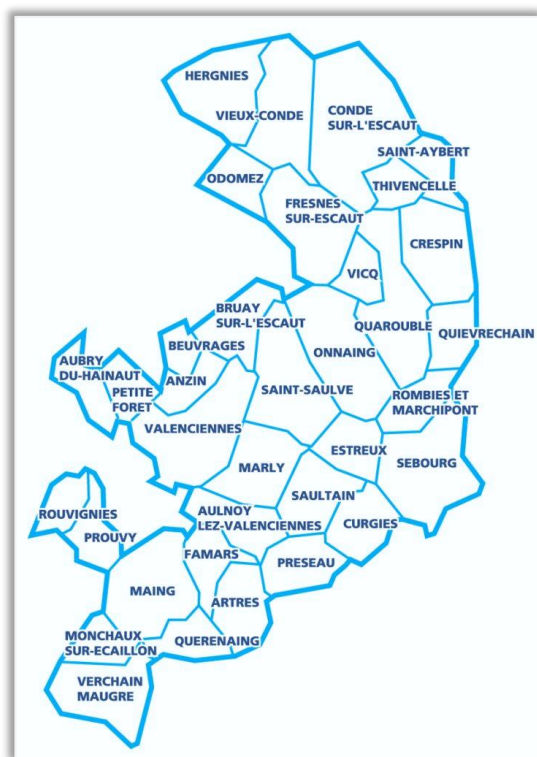 HERGNIES
VIEUX-CONDE
CONDE
SUR-L'ESCAUT
SAINT-AYBERT
ODOMEZ
THIVENCELLE
FRESNES
SUR-ESCAUT
CRESPIN
VICQ
BRUAY
SUR-L'ESCAUT
QUAROUBLE
QUIEVRECHAIN
BEUVRAGES
ONNAING
AUBRY
DU-HAINAUT
ANZIN
PETITE
FORET
SAINT-SAULVE
ROMBIES ET
MARCHIPONT
VALENCIENNES
ESTREUX
SEBOURG
MARLY
SAULTAIN
AULNOY
LEZ-VALENCIENNES
CURGIES
ROUVIGNIES
PROUVY
FAMARS
PRESEAU
MAING
ARTRES
MONCHAUX
SUR-ECAILLON
QUERENAING
VERCHAIN
MAUGRE